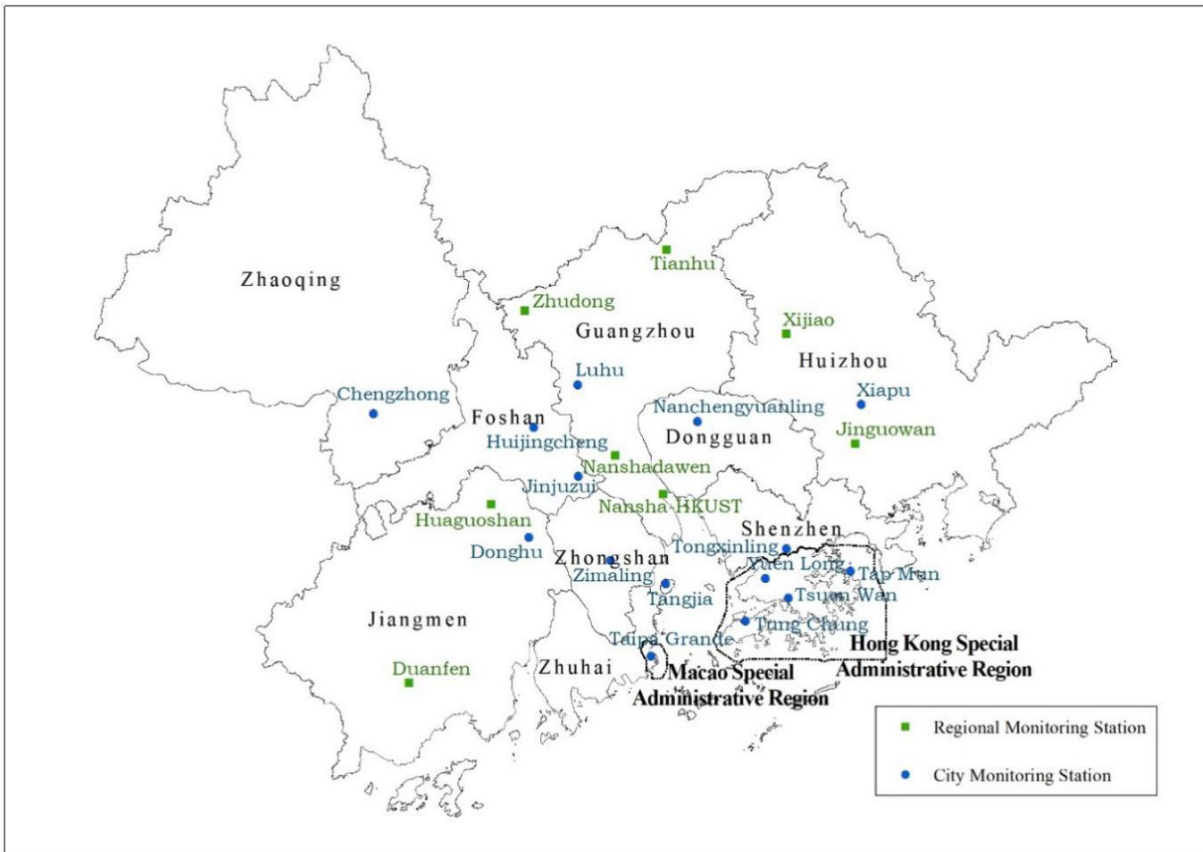 Tianhu
Zhaoqing
Zhudong
Guangzhou
Xijiao
Huizhou
Luhu
Chengzhong
Xiapu
Nanchengyuanling
Foshan
Dongguan
Huijingcheng
Jinguowan
Nanshadawen
Jinjuzui
Nansha-HKUST
Huaguoshan
Shenzhen
Donghu
Tongxinling
Zhongshan
Yuen Long
Zimaling
Tap Mun
Tangjia
Tsuen Wan
Jiangmen
Tung Chung
Taipa Grande
Hong Kong Special
Administrative Region
Duanfen
Zhuhai
Macao Special
Administrative Region
Regional Monitoring Station
City Monitoring Station